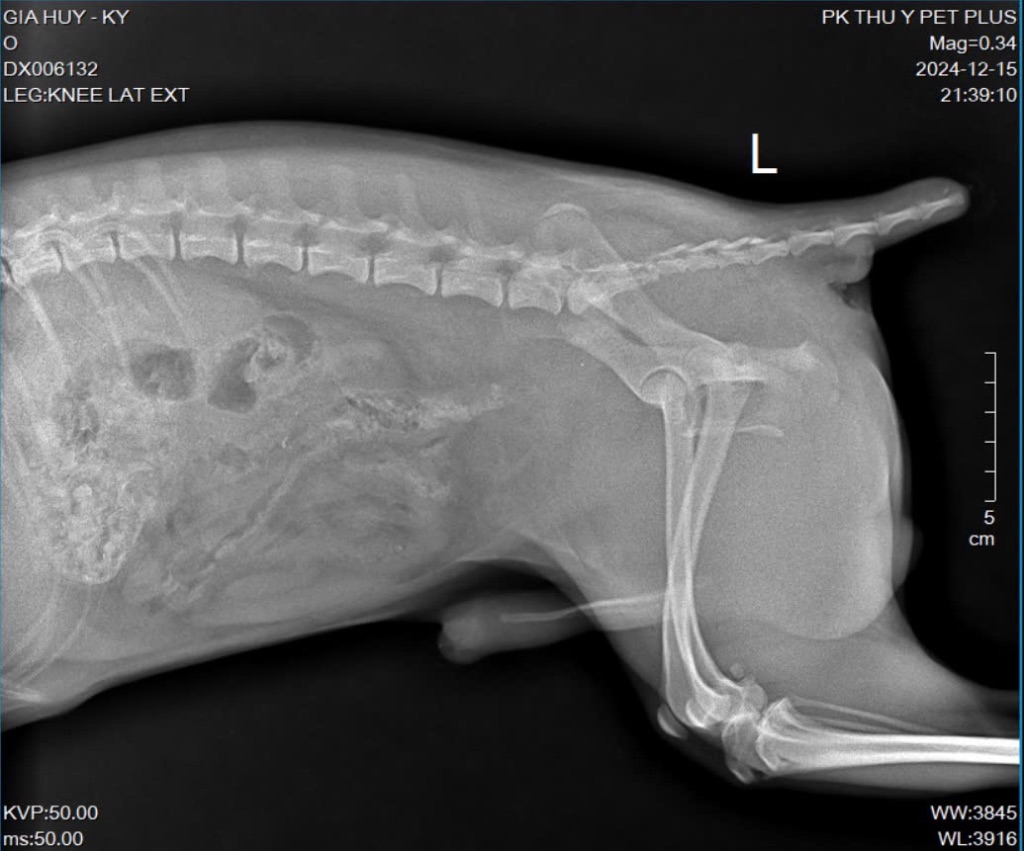 GIA HUY - KY
O
DX006132
LEG:KNEE LAT EXT
PK THU Y PET PLUS
Mag=0.34
2024-12-15
21:39:10
L
5
cm
KVP:50.00
ms:50.00
WW:3845
WL:3916